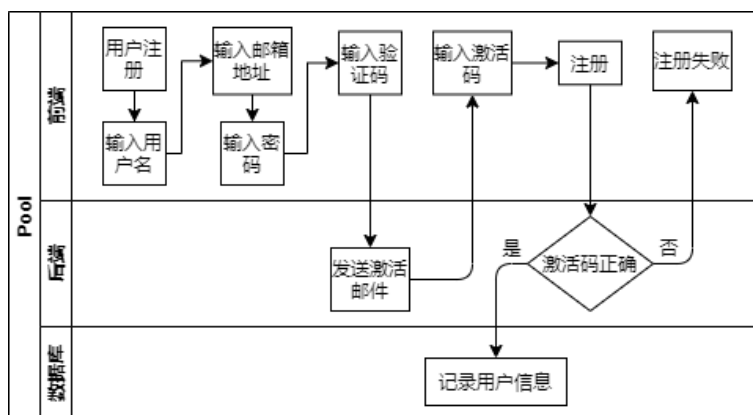 Pool
前端
用户注
册
输入用
户名
输入邮箱
地址
输入密
码
输入验
证码
输入激活
码
注册
注册失败
后端
发送激活
邮件
是
激活码正确
否
数据库
记录用户信息